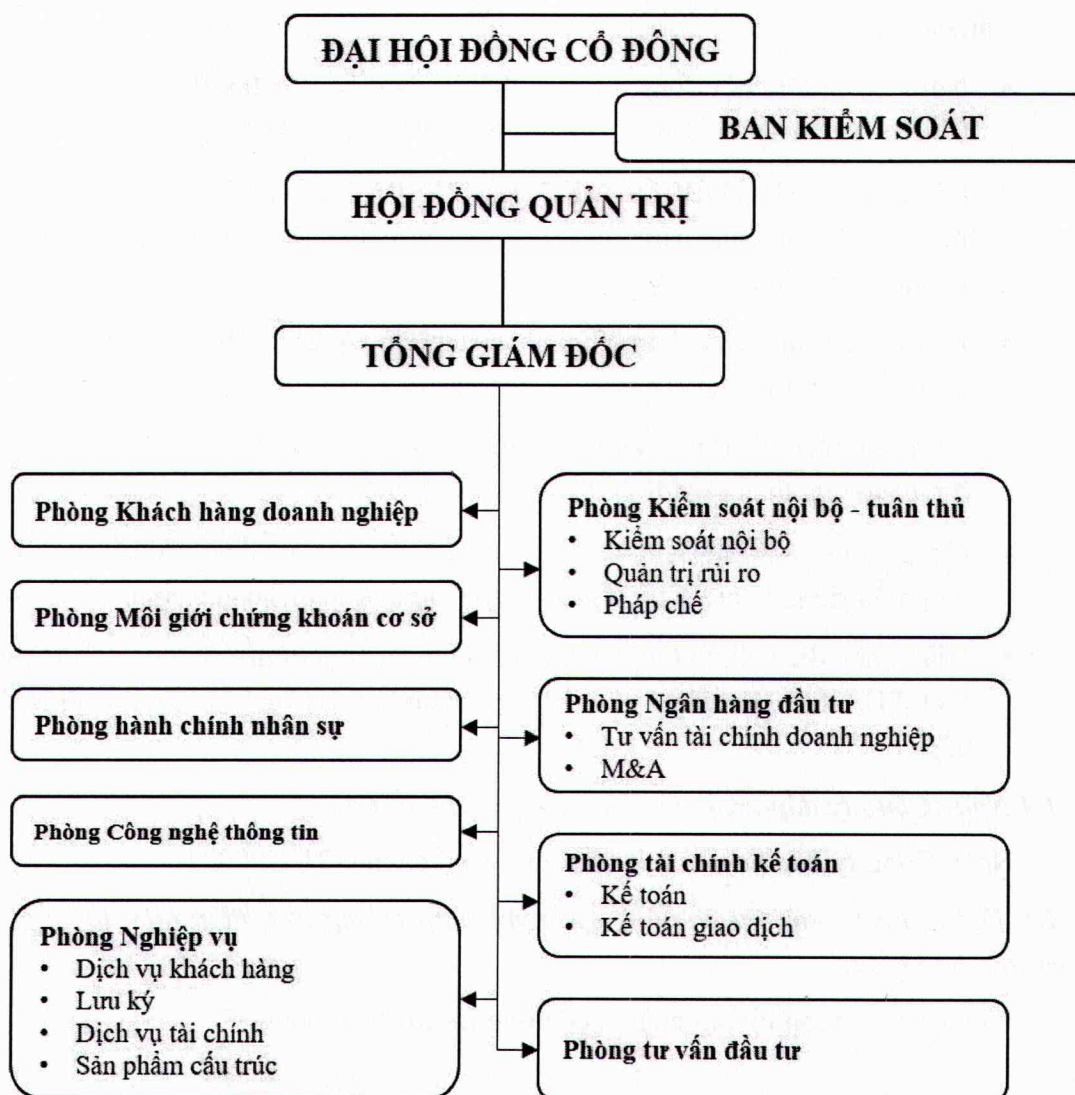 ĐẠI HỘI ĐỒNG CỔ ĐÔNG
BAN KIỂM SOÁT
HỘI ĐỒNG QUẢN TRỊ
TỔNG GIÁM ĐỐC
Phòng Khách hàng doanh nghiệp
Phòng Môi giới chứng khoán cơ sở
Phòng hành chính nhân sự
Phòng Công nghệ thông tin
Phòng Nghiệp vụ
• Dịch vụ khách hàng
• Lưu ký
• Dịch vụ tài chính
• Sản phẩm cấu trúc
Phòng Kiểm soát nội bộ - tuân thủ
• Kiểm soát nội bộ
• Quản trị rủi ro
• Pháp chế
Phòng Ngân hàng đầu tư
• Tư vấn tài chính doanh nghiệp
• M&A
Phòng tài chính kế toán
• Kế toán
• Kế toán giao dịch
Phòng tư vấn đầu tư